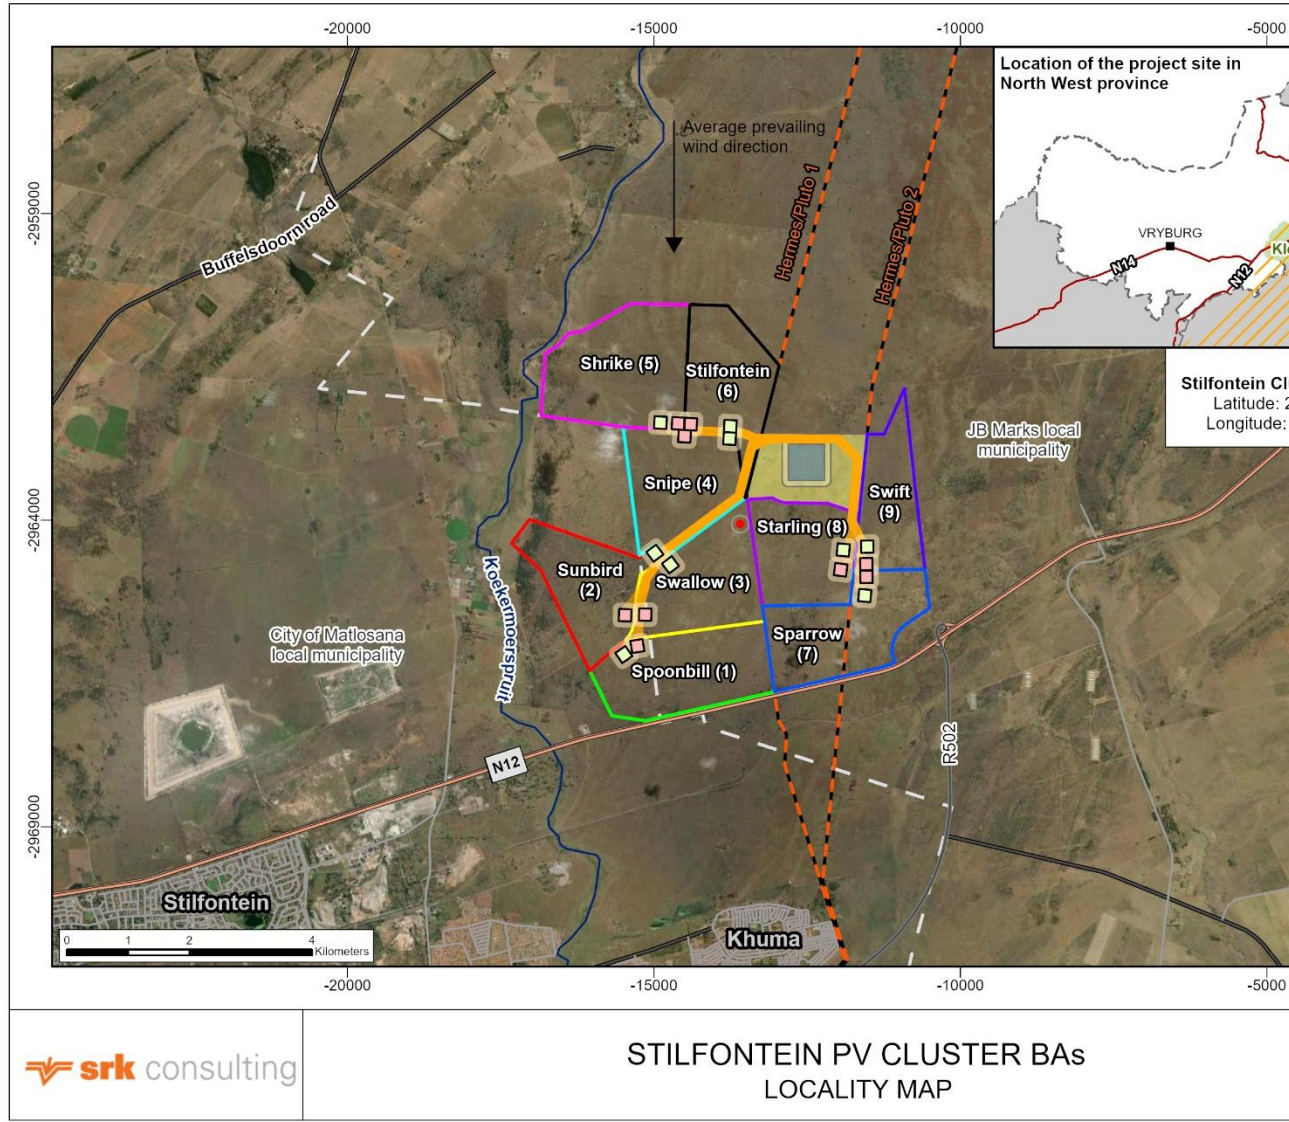 -20000
-15000
-10000
-5000
Location of the project site in
North West province
VRYBURG
N14
N12
Average prevailing
wind direction
-2959000
Buffelsdoorn road
Hermes/Pluto 1
Hermes/Pluto 2
Shrike (5)
Stilfontein
(6)
Stilfontein Cl
Latitude: 2
Longitude:
JB Marks local
municipality
Snipe (4)
Swift
(9)
-2964000
Starling (8)
Koekermoerspruit
Sunbird
(2)
Swallow (3)
City of Matlosana
local municipality
Sparrow
(7)
Spoonbill (1)
N12
R502
-2969000
Stilfontein
Khuma
0 1 2 4
Kilometers
-20000
-15000
-10000
-5000
srk consulting
STILFONTEIN PV CLUSTER BAs
LOCALITY MAP